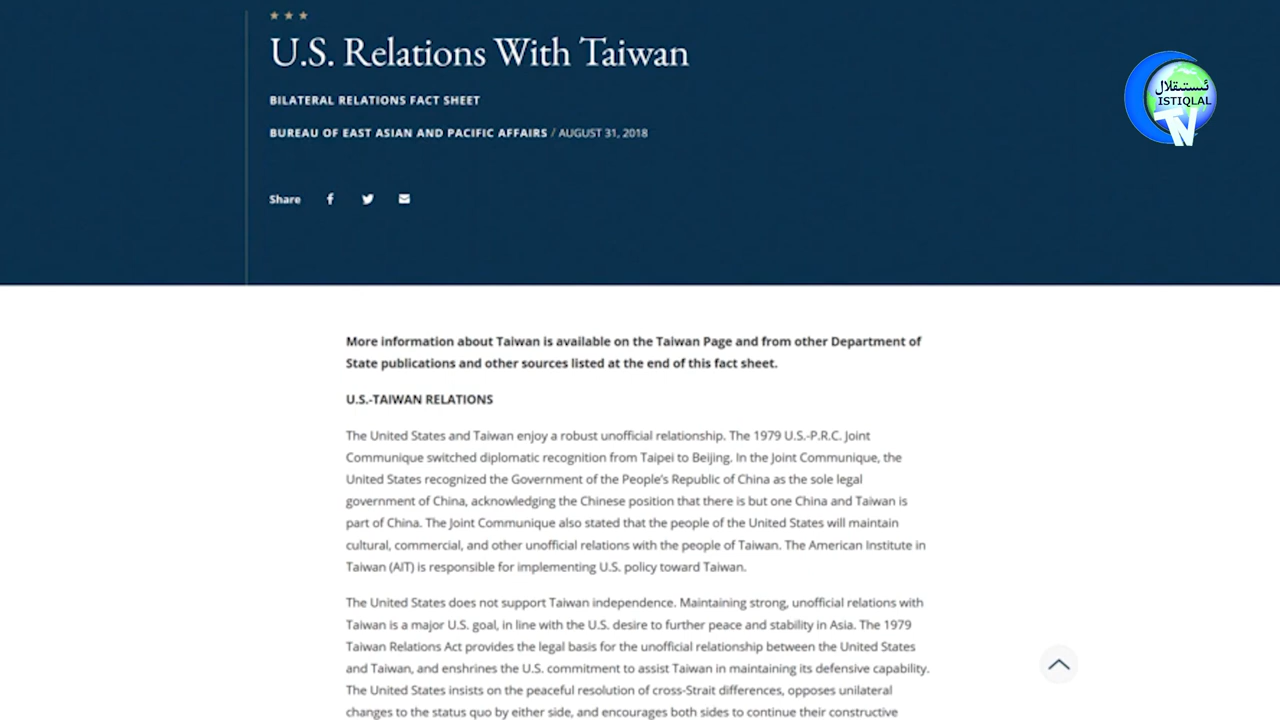 U.S. Relations With Taiwan
BILATERAL RELATIONS FACT SHEET
BUREAU OF EAST ASIAN AND PACIFIC AFFAIRS / AUGUST 31, 2018
ئىستىقلال
ISTIQLAL
TV
Share
More information about Taiwan is available on the Taiwan Page and from other Department of
State publications and other sources listed at the end of this fact sheet.
U.S.-TAIWAN RELATIONS
The United States and Taiwan enjoy a robust unofficial relationship. The 1979 U.S.-P.R.C. Joint
Communique switched diplomatic recognition from Taipei to Beijing. In the Joint Communique, the
United States recognized the Government of the People's Republic of China as the sole legal
government of China, acknowledging the Chinese position that there is but one China and Taiwan is
part of China. The Joint Communique also stated that the people of the United States will maintain
cultural, commercial, and other unofficial relations with the people of Taiwan. The American Institute in
Taiwan (AIT) is responsible for implementing U.S. policy toward Taiwan.
The United States does not support Taiwan independence. Maintaining strong, unofficial relations with
Taiwan is a major U.S. goal, in line with the U.S. desire to further peace and stability in Asia. The 1979
Taiwan Relations Act provides the legal basis for the unofficial relationship between the United States
and Taiwan, and enshrines the U.S. commitment to assist Taiwan in maintaining its defensive capability.
The United States insists on the peaceful resolution of cross-Strait differences, opposes unilateral
changes to the status quo by either side, and encourages both sides to continue their constructive